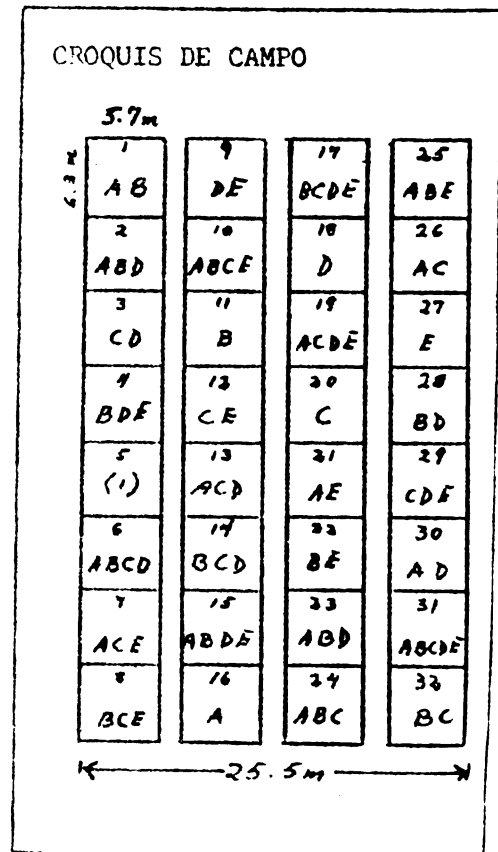 CROQUIS DE CAMPO
5.7m
6.3m
1 9 17 25
AB DE BCDE ABE
2 10 18 26
ABD ABCE D AC
3 11 19 27
CD B ACDE E
4 12 20 28
BDE CE C BD
5 13 21 29
(1) ACD AE CDE
6 14 22 30
ABCD BCD BE AD
7 15 23 31
ACE ABDE ABD ABCDE
8 16 24 32
BCE A ABC BC
25.5m